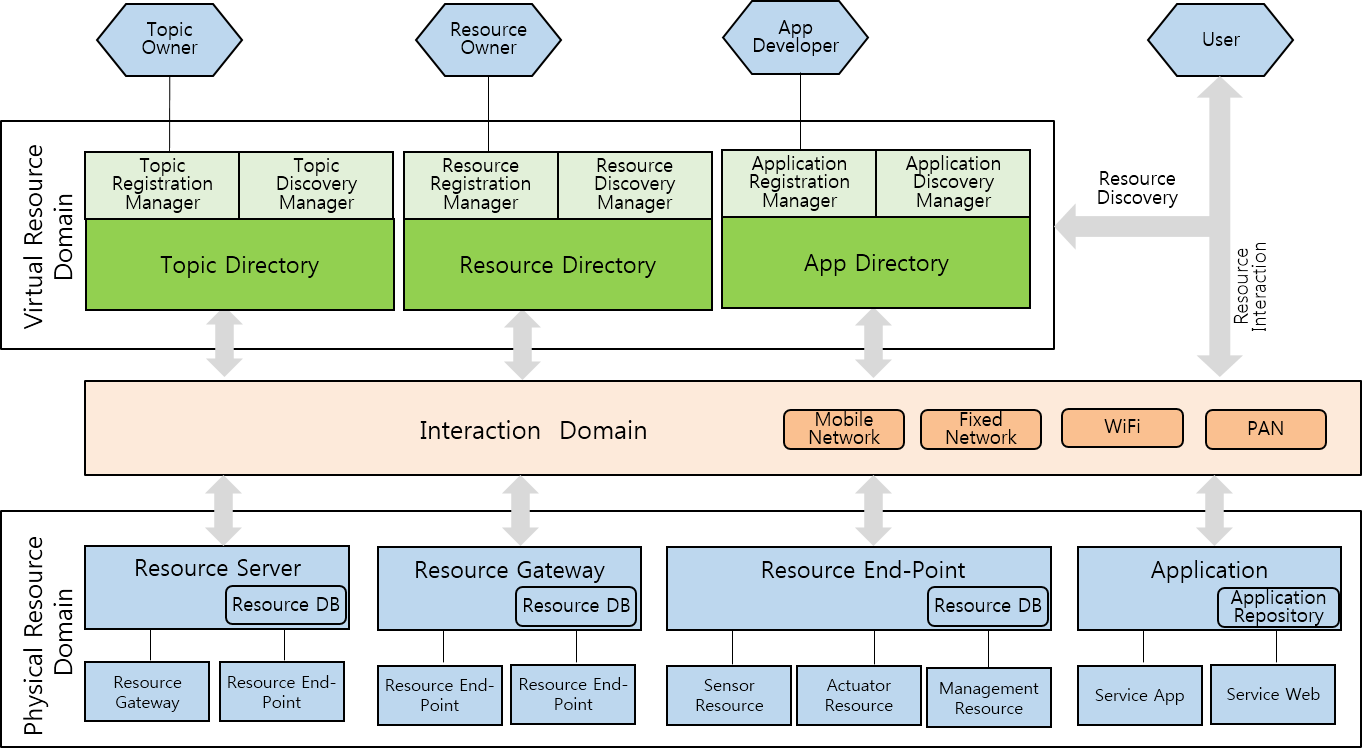 Topic
Owner
Resource
Owner
App
Developer
User
Virtual Resource
Domain
Topic
Registration
Manager
Topic
Discovery
Manager
Resource
Registration
Manager
Resource
Discovery
Manager
Application
Registration
Manager
Application
Discovery
Manager
Topic Directory
Resource Directory
App Directory
Resource
Discovery
Resource
Interaction
Interaction Domain
Mobile
Network
Fixed
Network
WiFi
PAN
Physical Resource
Domain
Resource Server
Resource DB
Resource Gateway
Resource DB
Resource End-Point
Resource DB
Application
Application
Repository
Resource
Gateway
Resource End-
Point
Resource End-
Point
Resource End-
Point
Sensor
Resource
Actuator
Resource
Management
Resource
Service App
Service Web